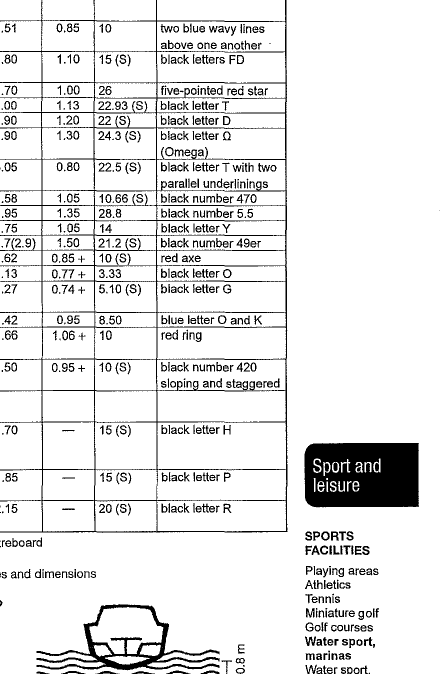 .51 0.85 10 two blue wavy lines
above one another
.80 1.10 15 (S) black letters FD
.70 1.00 26 five-pointed red star
.00 1.13 22.93 (S) black letter T
.90 1.20 22 (S) black letter D
.90 1.30 24.3 (S) black letter Ω
(Omega)
.05 0.80 22.5 (S) black letter T with two
parallel underlinings
.58 1.05 10.66 (S) black number 470
.95 1.35 28.8 black number 5.5
.75 1.05 14 black letter Y
.7(2.9) 1.50 21.2 (S) black number 49er
.62 0.85 + 10 (S) red axe
.13 0.77 + 3.33 black letter O
.27 0.74 + 5.10 (S) black letter G
.42 0.95 8.50 blue letter O and K
.66 1.06 + 10 red ring
.50 0.95 + 10 (S) black number 420
sloping and staggered
.70 — 15 (S) black letter H
.85 — 15 (S) black letter P
.15 — 20 (S) black letter R
reboard
s and dimensions
0.8 m
Sport and
leisure
SPORTS
FACILITIES
Playing areas
Athletics
Tennis
Miniature golf
Golf courses
Water sport,
marinas
Water sport,